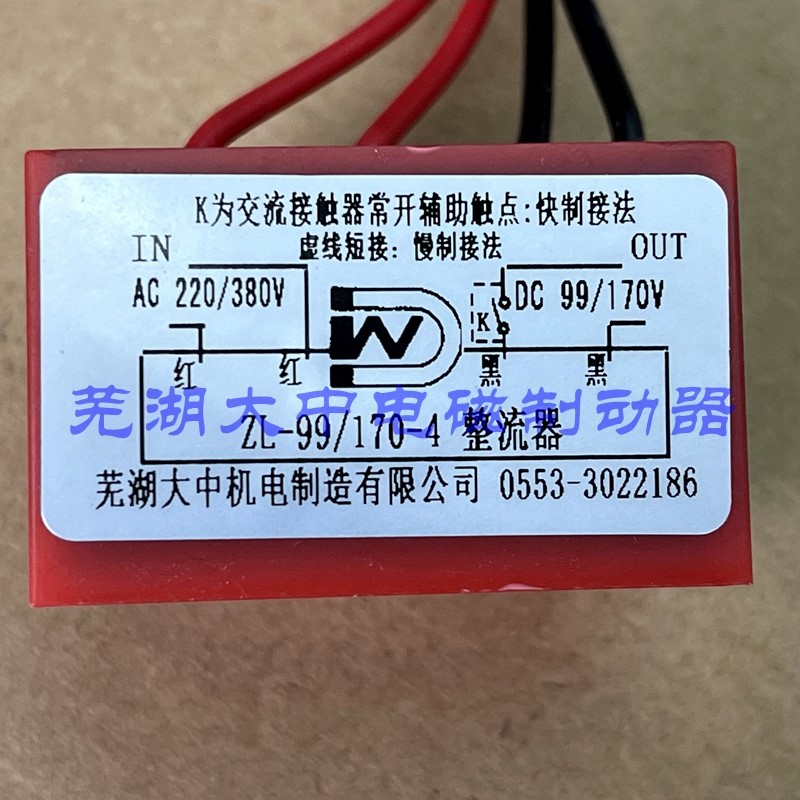 K为交流接触器常开辅助触点:快制接法
IN 虚线短接: 慢制接法 OUT
AC 220/380V DC 99/170V
K
W
红 红 黑 黑
芜湖大中电磁制动器
ZL-99/170-4 整流器
芜湖大中机电制造有限公司 0553-3022186